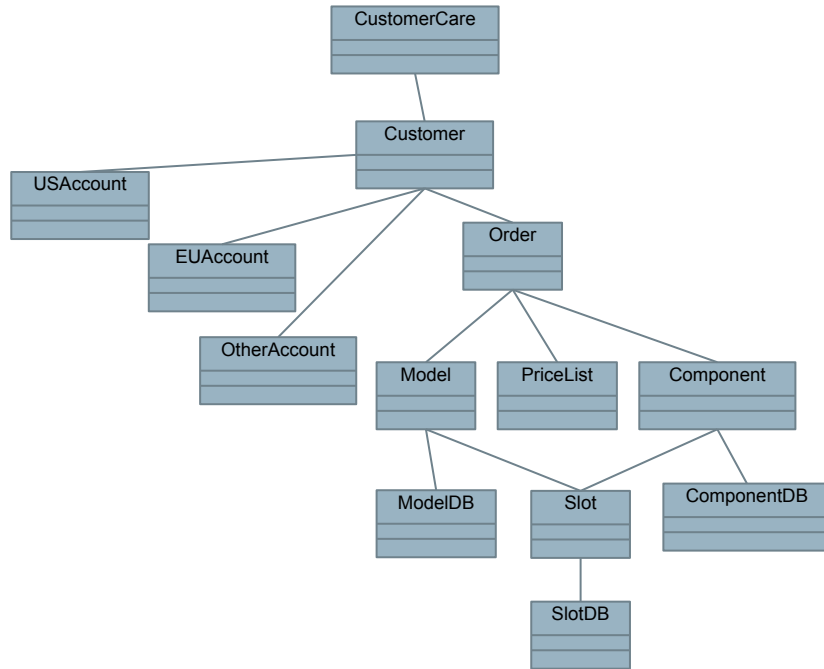 CustomerCare
Customer
USAccount
EUAccount
Order
OtherAccount
Model
PriceList
Component
ModelDB
Slot
ComponentDB
SlotDB